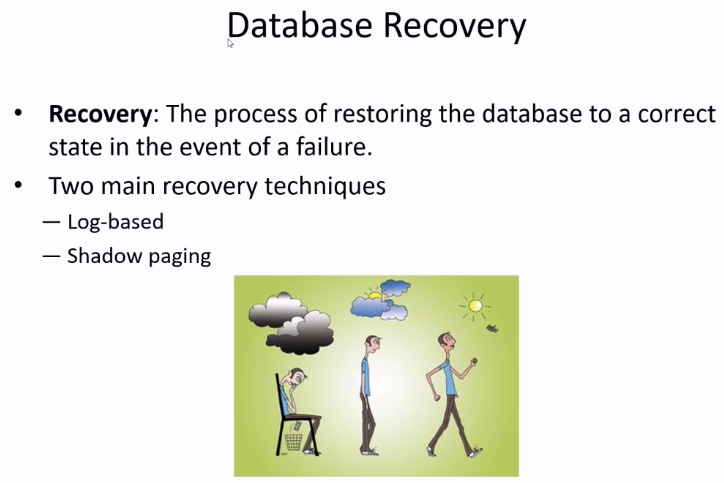 Database Recovery
• Recovery: The process of restoring the database to a correct
state in the event of a failure.
• Two main recovery techniques
— Log-based
— Shadow paging